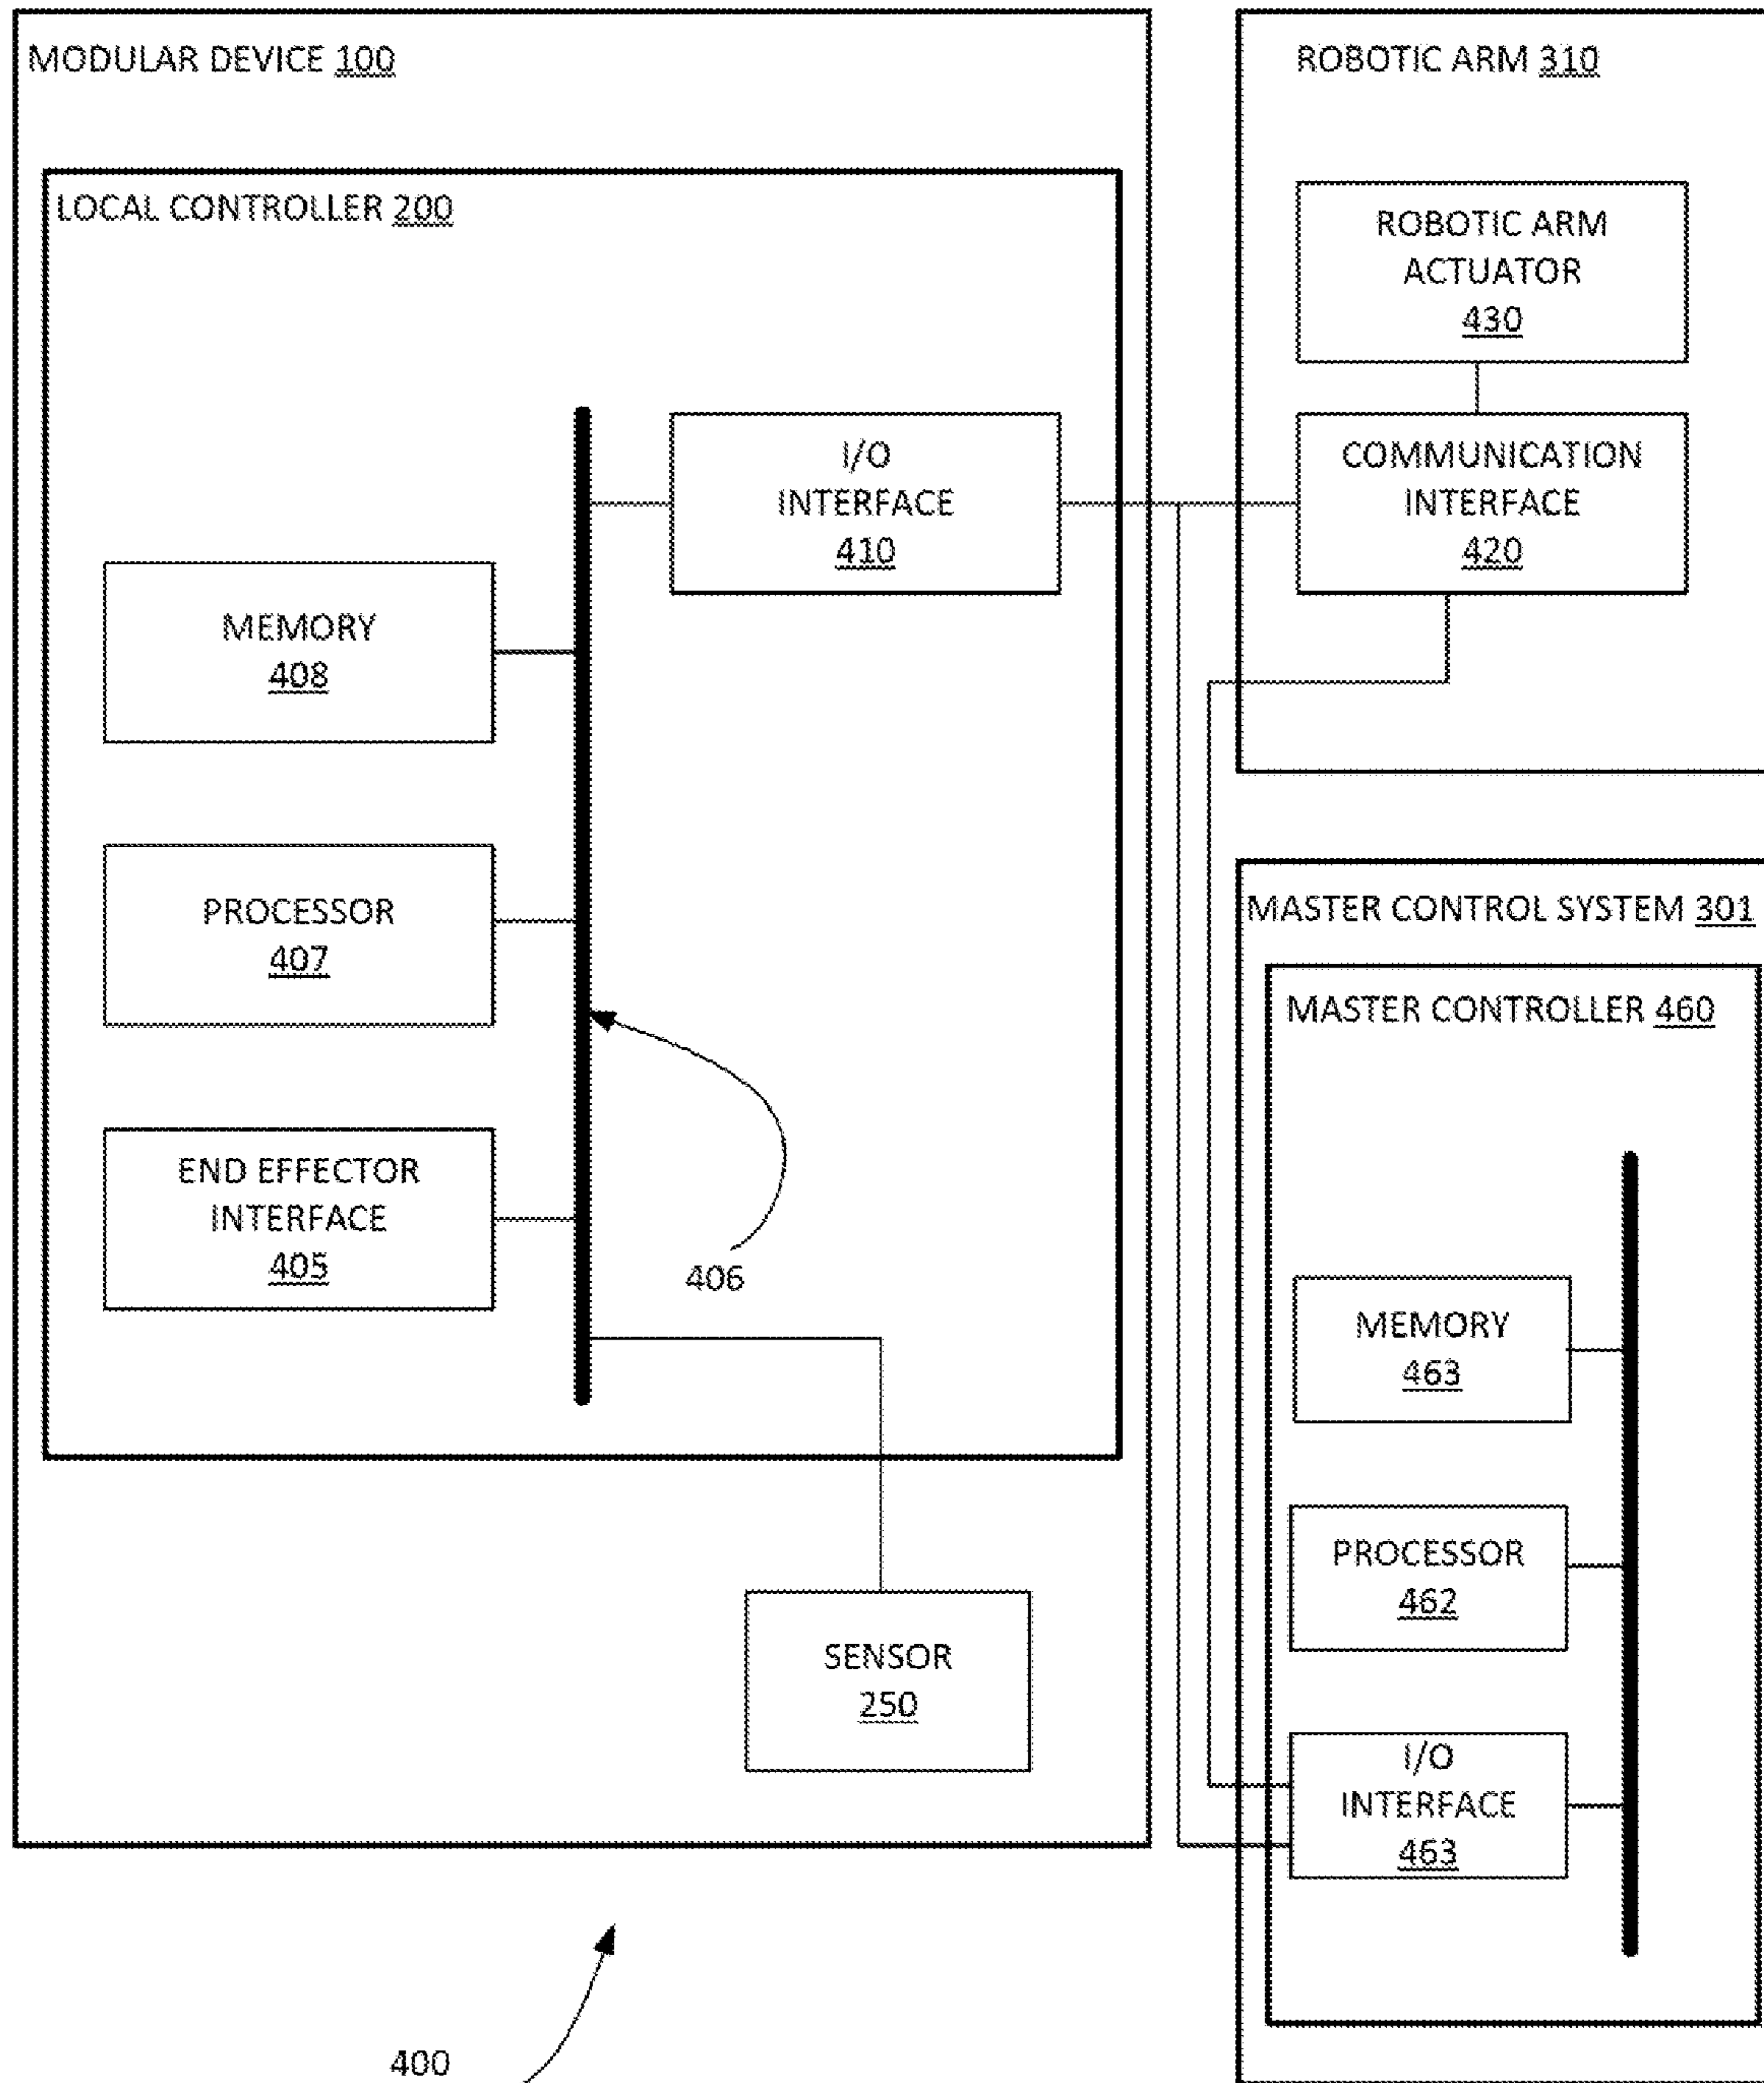 MODULAR DEVICE 100
LOCAL CONTROLLER 200
I/O
INTERFACE
410
MEMORY
408
PROCESSOR
407
END EFFECTOR
INTERFACE
405
406
SENSOR
250
ROBOTIC ARM 310
ROBOTIC ARM
ACTUATOR
430
COMMUNICATION
INTERFACE
420
MASTER CONTROL SYSTEM 301
MASTER CONTROLLER 460
MEMORY
463
PROCESSOR
462
I/O
INTERFACE
463
400